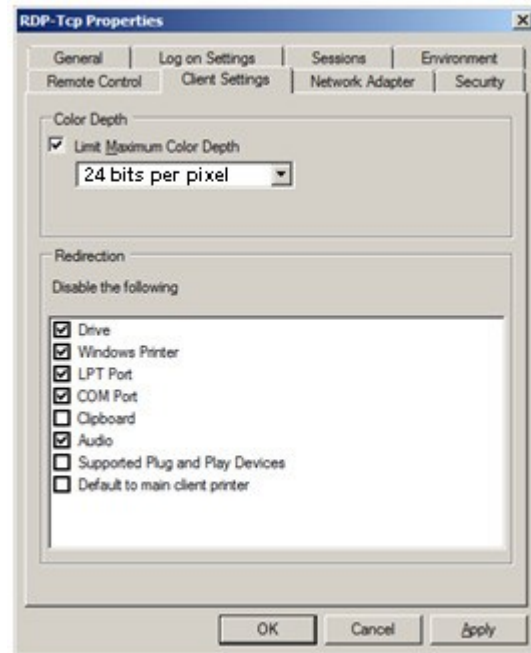 RDP-Tcp Properties
General Log on Settings Sessions Environment
Remote Control Client Settings Network Adapter Security
Color Depth
Limit Maximum Color Depth
24 bits per pixel
Redirection
Disable the following
Drive
Windows Printer
LPT Port
COM Port
Clipboard
Audio
Supported Plug and Play Devices
Default to main client printer
OK Cancel Apply